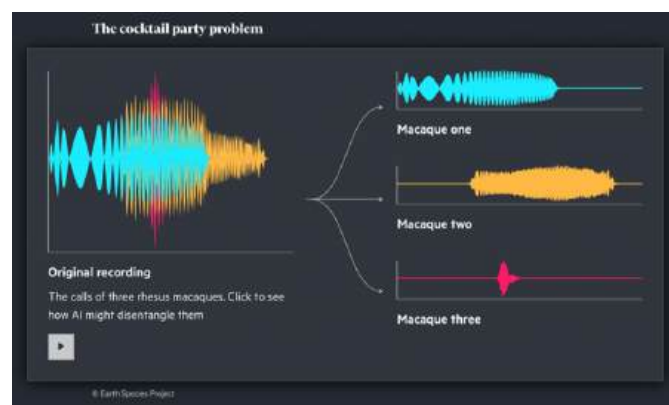 The cocktail party problem
Original recording
The calls of three rhesus macaques. Click to see
how AI might disentangle them
Macaque one
Macaque two
Macaque three
© Earth Species Project